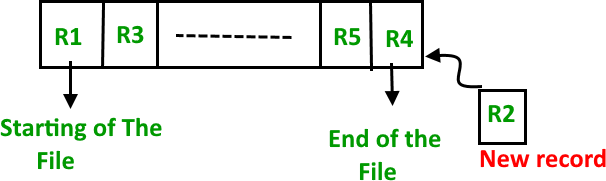 R1 R3 R5 R4
R2
Starting of The
File
End of the
File
New record